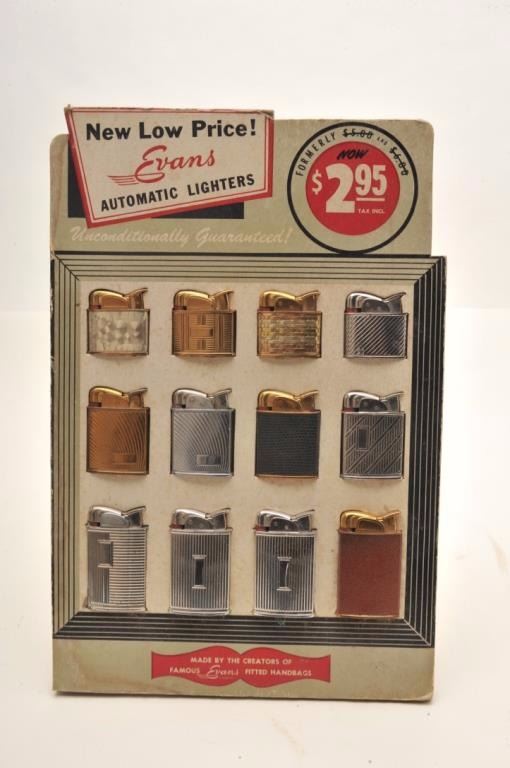 New Low Price!
Evans
AUTOMATIC LIGHTERS
FORMERLY $5.00 AND $6.00
NOW
$2.95
TAX INCL.
Unconditionally Guaranteed!
MADE BY THE CREATORS OF
FAMOUS Evans FITTED HANDBAGS